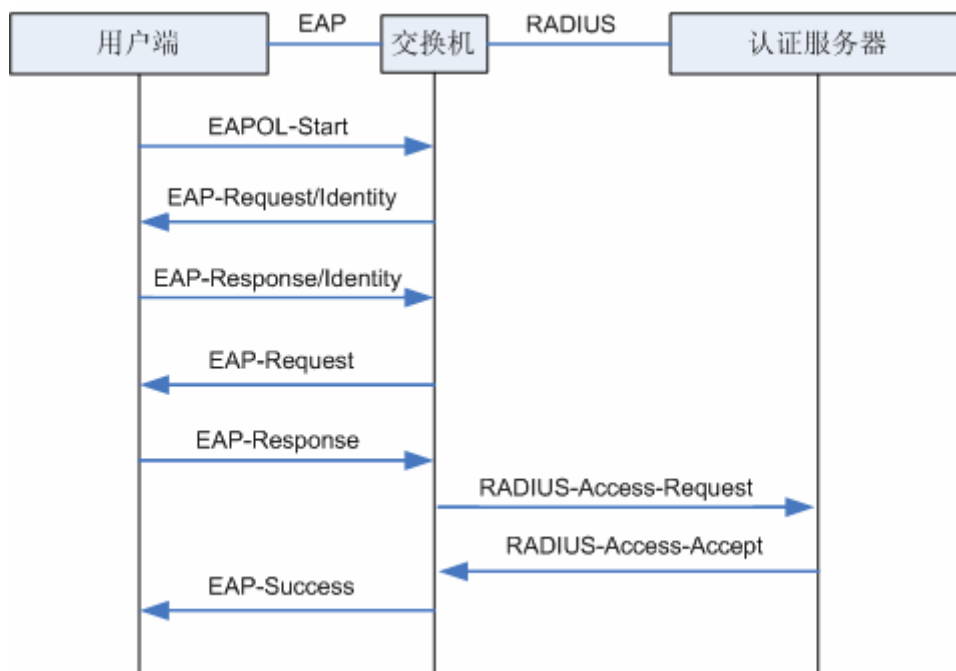 EAP
RADIUS
用户端
交换机
认证服务器
EAPOL-Start
EAP-Request/Identity
EAP-Response/Identity
EAP-Request
EAP-Response
RADIUS-Access-Request
RADIUS-Access-Accept
EAP-Success